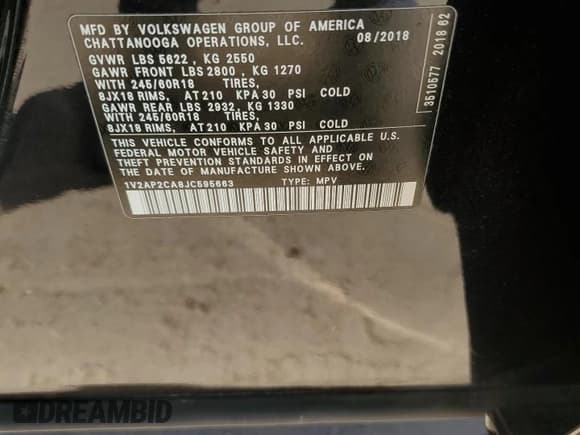 MFD BY VOLKSWAGEN GROUP OF AMERICA
CHATTANOOGA OPERATIONS, LLC. 08/2018
GVWR LBS 5622 , KG 2550
GAWR FRONT LBS 2800 , KG 1270
WITH 245/60R18 TIRES,
8JX18 RIMS, AT 210 KPA 30 PSI COLD
GAWR REAR LBS 2932, KG 1330
WITH 245/60R18 TIRES,
8JX18 RIMS, AT 210 KPA 30 PSI COLD
THIS VEHICLE CONFORMS TO ALL APPLICABLE U.S.
FEDERAL MOTOR VEHICLE SAFETY AND
THEFT PREVENTION STANDARDS IN EFFECT ON
THE DATE OF MANUFACTURE SHOWN ABOVE.
1V2AP2CA8JC595663 TYPE: MPV
3510577 2018 62
DREAMBID